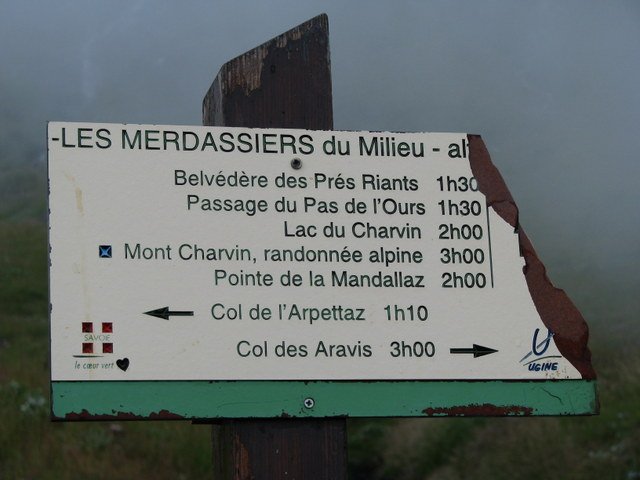 -LES MERDASSIERS du Milieu - alt
Belvédère des Prés Riants 1h30
Passage du Pas de l'Ours 1h30
Lac du Charvin 2h00
Mont Charvin, randonnée alpine 3h00
Pointe de la Mandallaz 2h00
Col de l'Arpettaz 1h10
Col des Aravis 3h00
SAVOIE
le cœur vert
UGINE